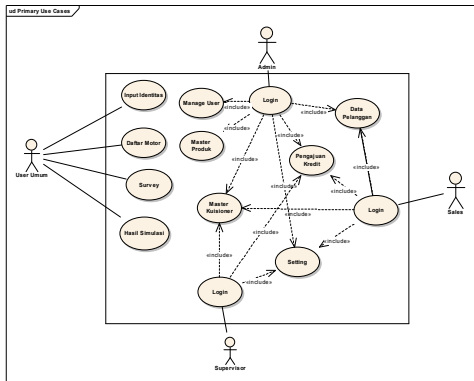 ud Primary Use Cases
Admin
Input Identitas
Manage User
Login
«include»
«include»
Data
Pelanggan
Daftar Motor
Master
Produk
«include»
«include»
«include»
Pengajuan
Kredit
User Umum
Survey
«include»
«include»
Master
Kuisioner
«include»
Login
Sales
Hasil Simulasi
«include»
«include»
«include»
«include»
Setting
Login
«include»
Supervisor